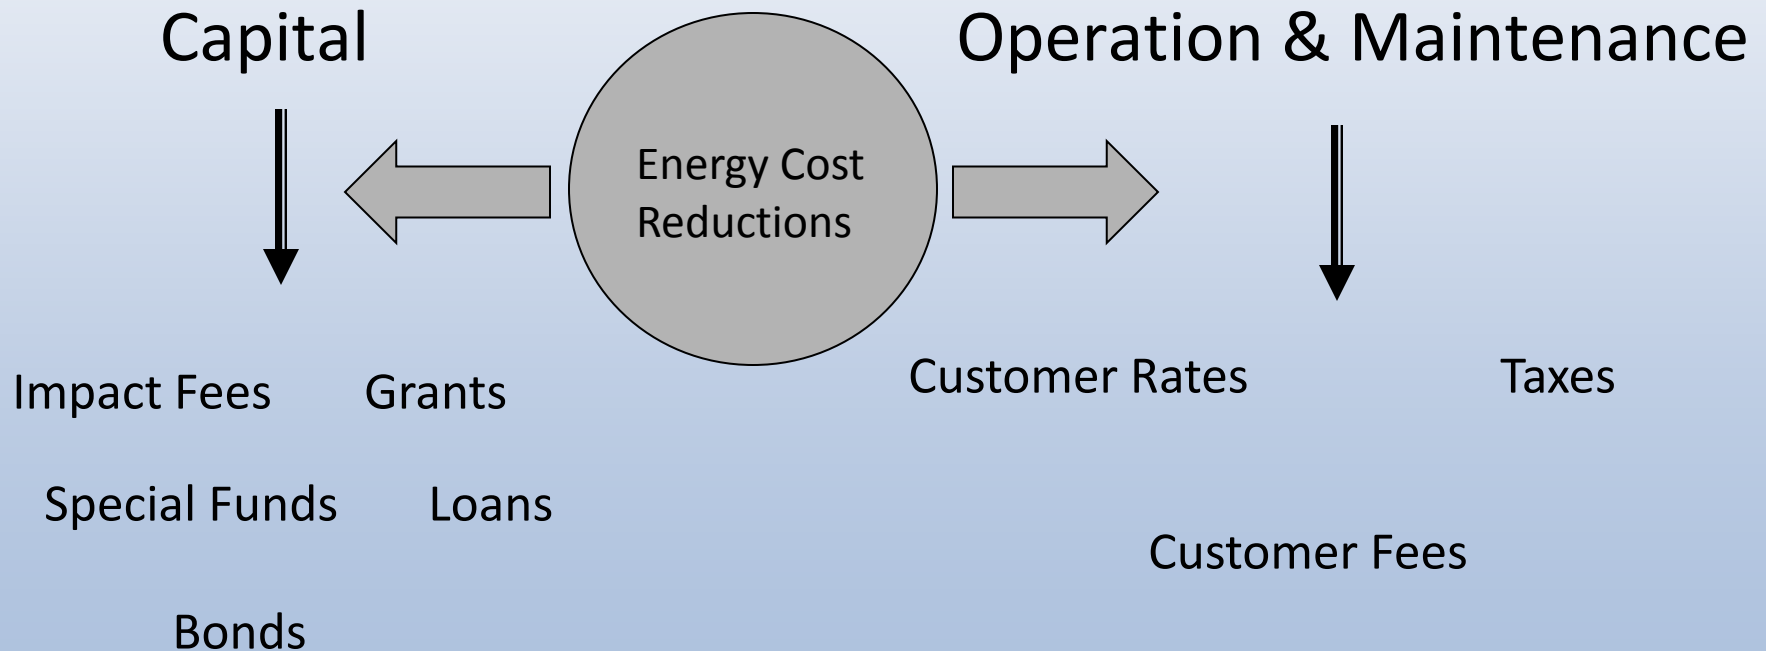 Capital
Operation & Maintenance
Energy Cost
Reductions
Impact Fees
Grants
Customer Rates
Taxes
Special Funds
Loans
Customer Fees
Bonds